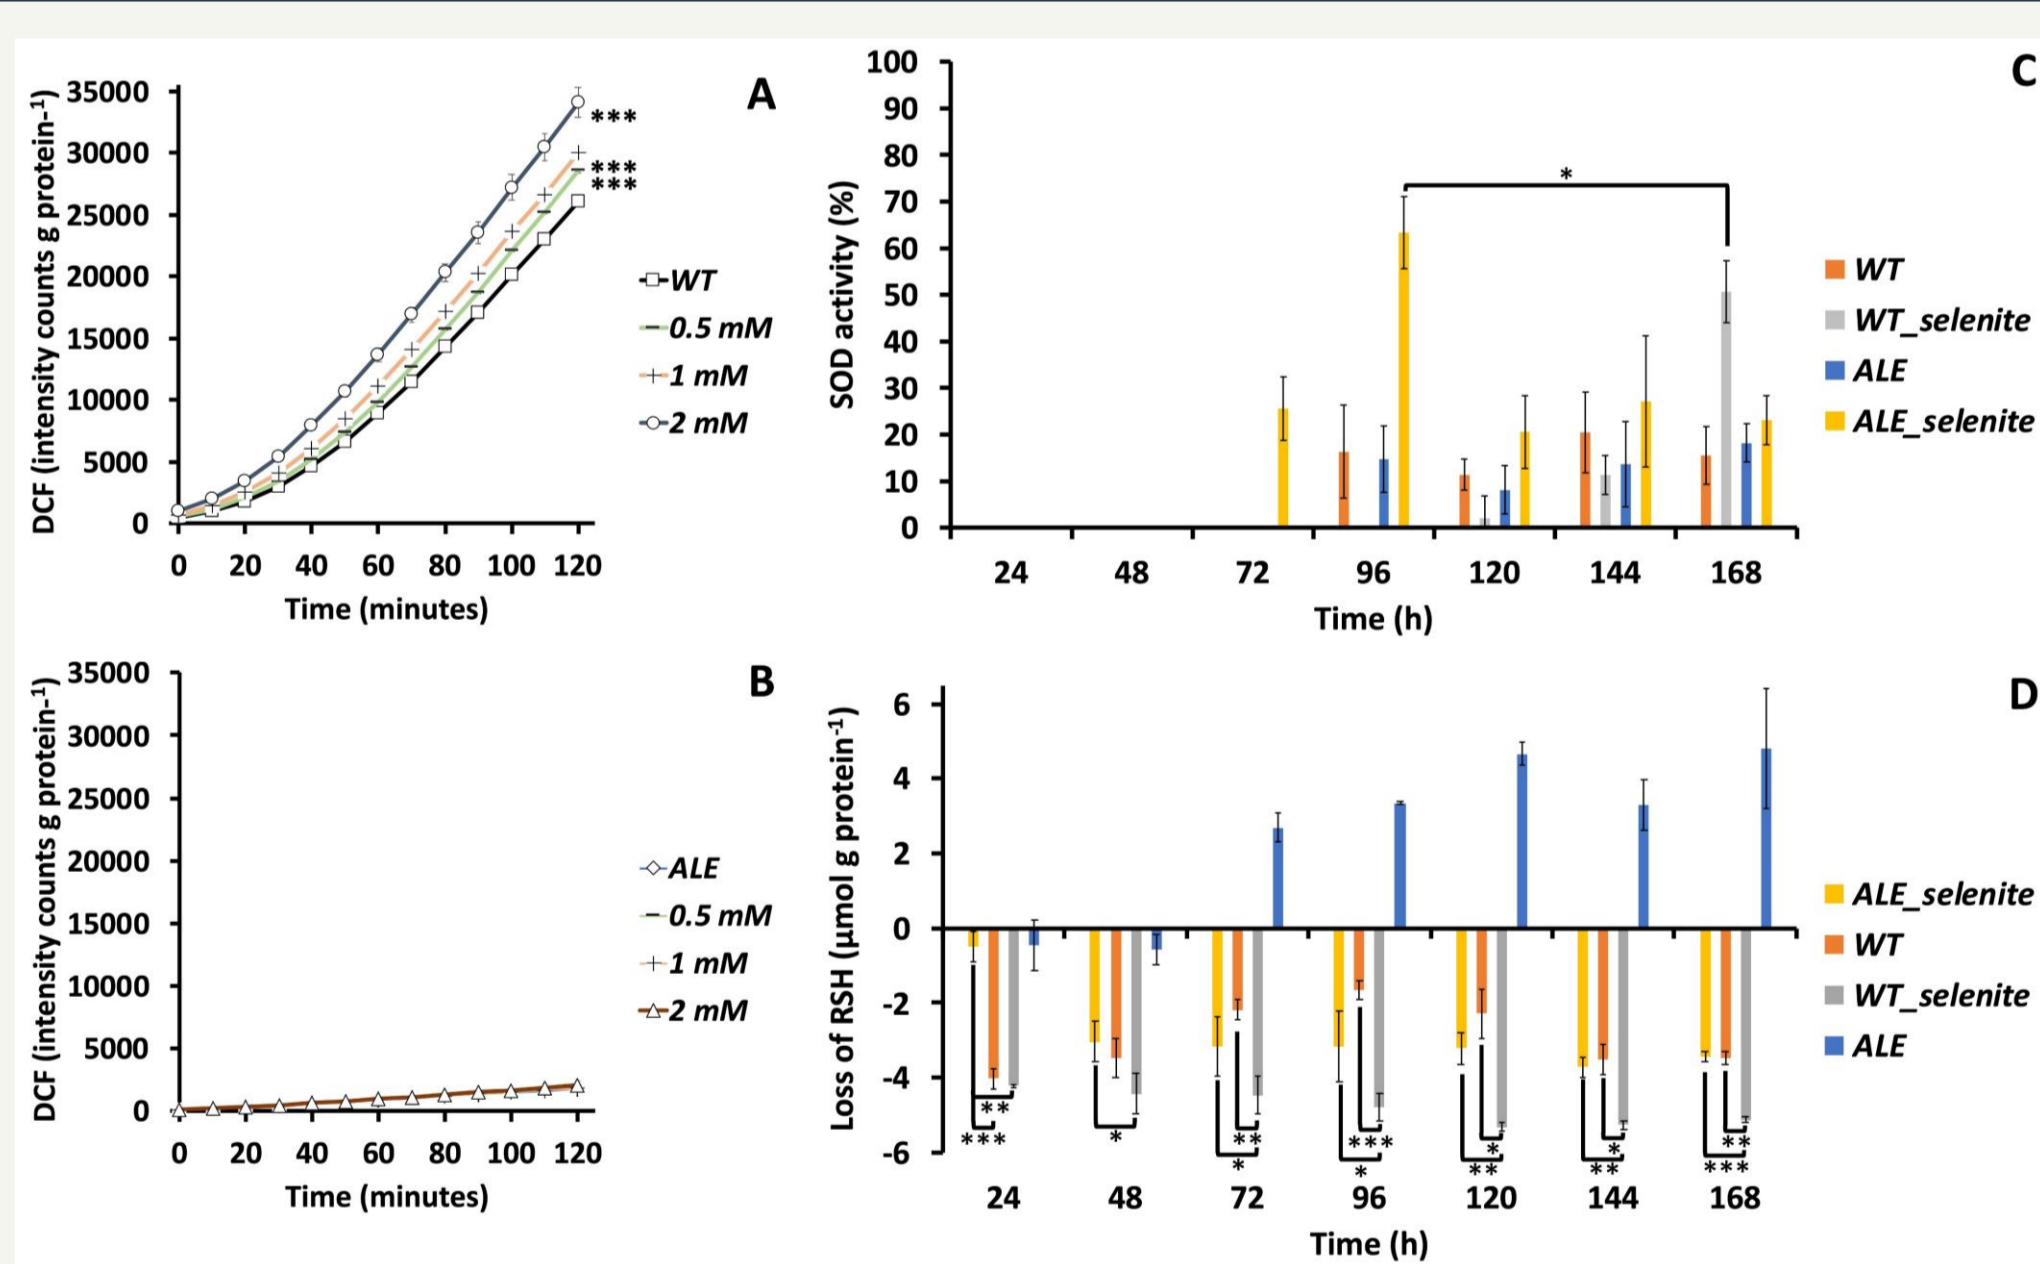 A
DCF (intensity counts g protein-¹)
35000
30000
25000
20000
15000
10000
5000
0
0 20 40 60 80 100 120
Time (minutes)
***
***
***
WT
0.5 mM
1 mM
2 mM
B
DCF (intensity counts g protein-¹)
35000
30000
25000
20000
15000
10000
5000
0
0 20 40 60 80 100 120
Time (minutes)
ALE
0.5 mM
1 mM
2 mM
C
SOD activity (%)
100
90
80
70
60
50
40
30
20
10
0
24 48 72 96 120 144 168
Time (h)
*
WT
WT_selenite
ALE
ALE_selenite
D
Loss of RSH (μmol g protein-¹)
6
4
2
0
-2
-4
-6
** 
***
*
**
*
***
*
*
**
*
**
**
***
24 48 72 96 120 144 168
Time (h)
ALE_selenite
WT
WT_selenite
ALE